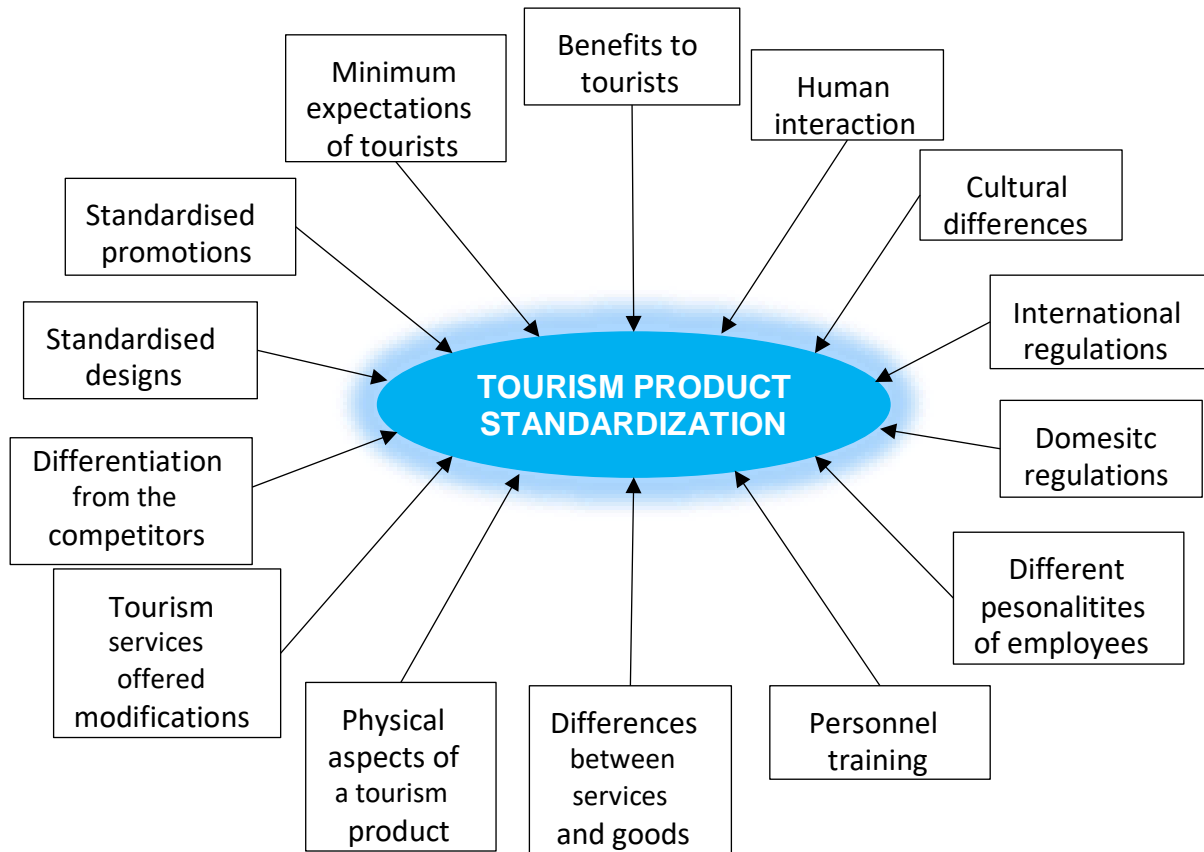 Benefits to
tourists
Minimum
expectations
of tourists
Human
interaction
Standardised
promotions
Cultural
differences
Standardised
designs
International
regulations
TOURISM PRODUCT
STANDARDIZATION
Differentiation
from the
competitors
Domesitc
regulations
Tourism
services
offered
modifications
Different
pesonalitites
of employees
Physical
aspects of
a tourism
product
Differences
between
services
and goods
Personnel
training